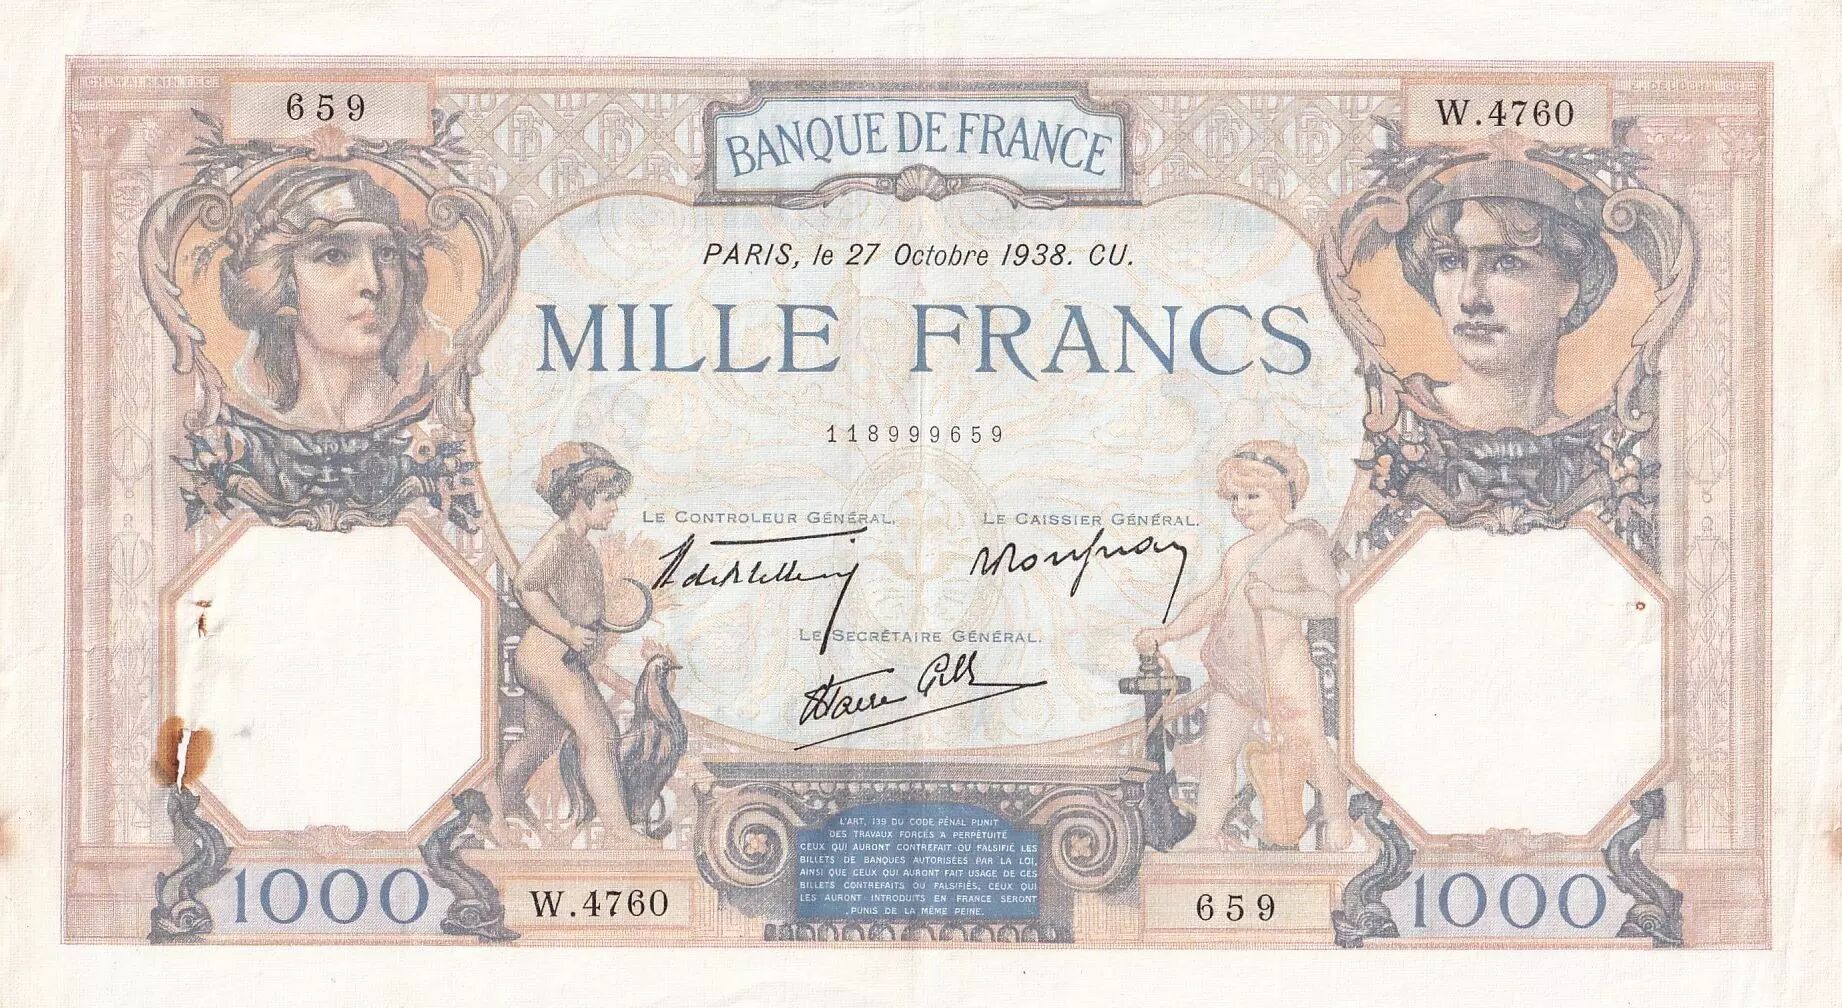 659
W.4760
BANQUE DE FRANCE
PARIS, le 27 Octobre 1938. CU.
MILLE FRANCS
118999659
LE CONTROLEUR GÉNÉRAL,
LE CAISSIER GÉNÉRAL.
LE SECRÉTAIRE GÉNÉRAL.
L'ART. 139 DU CODE PÉNAL PUNIT
DES TRAVAUX FORCÉS A PERPÉTUITÉ
CEUX QUI AURONT CONTREFAIT OU FALSIFIÉ LES
BILLETS DE BANQUES AUTORISÉES PAR LA LOI,
AINSI QUE CEUX QUI AURONT FAIT USAGE DE CES
BILLETS CONTREFAITS OU FALSIFIÉS, CEUX QUI
LES AURONT INTRODUITS EN FRANCE SERONT
PUNIS DE LA MÊME PEINE.
1000
W.4760
659
1000